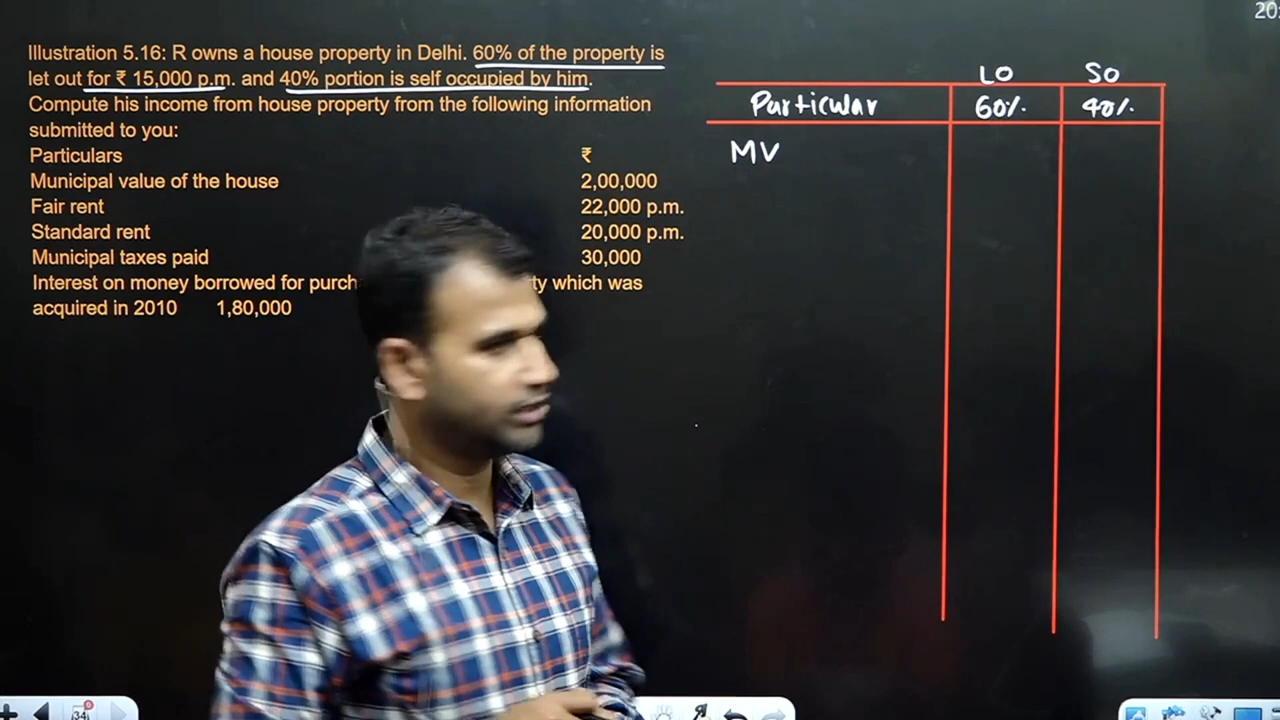 20:
Illustration 5.16: R owns a house property in Delhi. 60% of the property is
let out for ₹ 15,000 p.m. and 40% portion is self occupied by him.
Compute his income from house property from the following information
submitted to you:
Particulars ₹
Municipal value of the house 2,00,000
Fair rent 22,000 p.m.
Standard rent 20,000 p.m.
Municipal taxes paid 30,000
Interest on money borrowed for which was
acquired in 2010 1,80,000
LO SO
Particular 60% 40%
MV
34